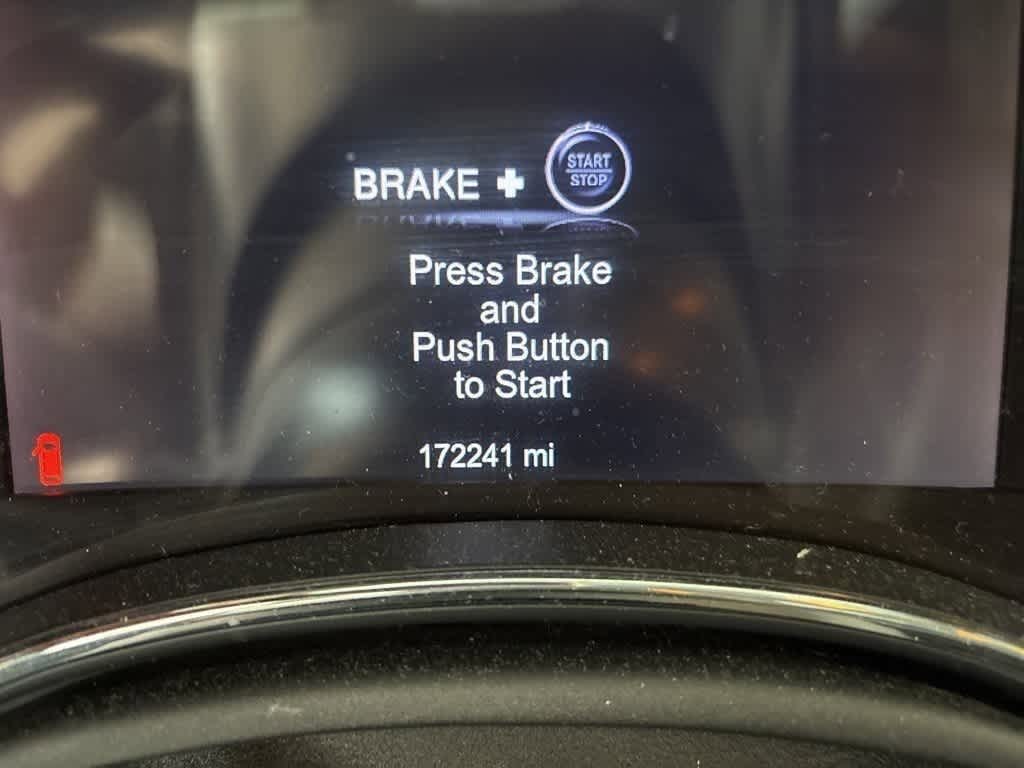 BRAKE + START
STOP
Press Brake
and
Push Button
to Start
172241 mi